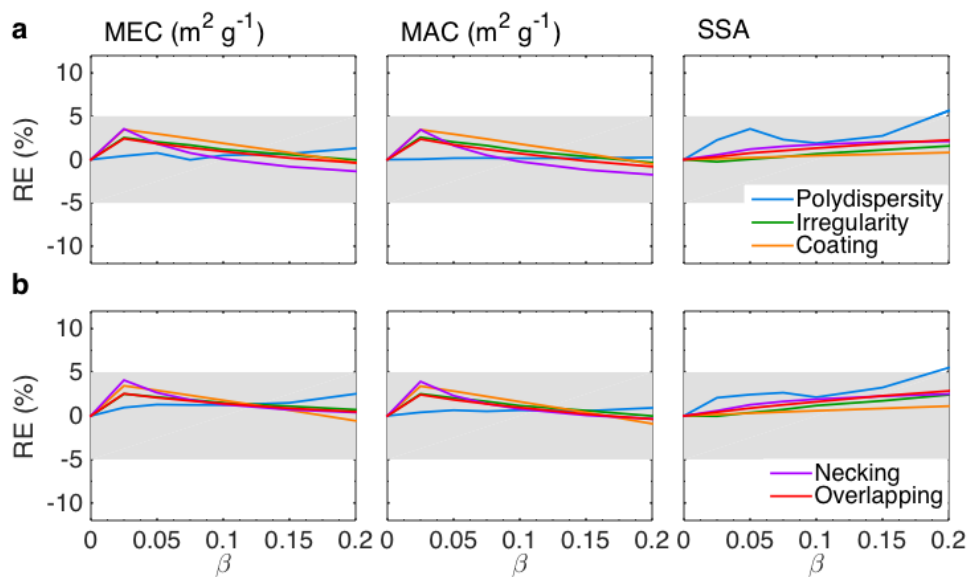 a
MEC (m² g⁻¹)
MAC (m² g⁻¹)
SSA
RE (%)
10
5
0
-5
-10
Polydispersity
Irregularity
Coating
b
RE (%)
10
5
0
-5
-10
Necking
Overlapping
0 0.05 0.1 0.15 0.2
0 0.05 0.1 0.15 0.2
0 0.05 0.1 0.15 0.2
β
β
β